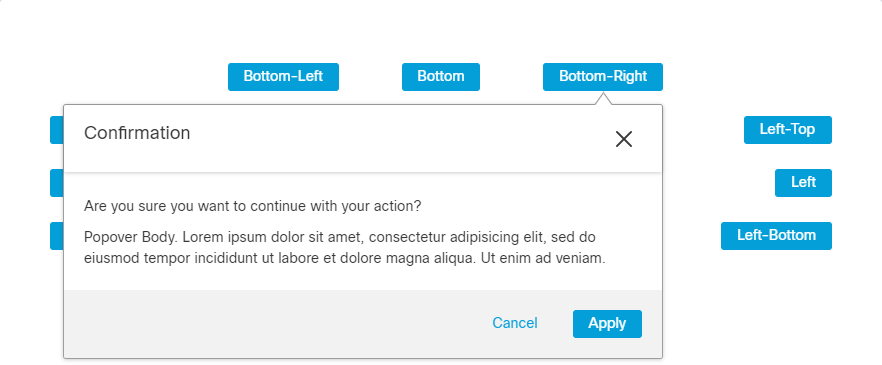 Bottom-Left
Bottom
Bottom-Right
Confirmation
Left-Top
Left
Are you sure you want to continue with your action?
Left-Bottom
Popover Body. Lorem ipsum dolor sit amet, consectetur adipisicing elit, sed do
eiusmod tempor incididunt ut labore et dolore magna aliqua. Ut enim ad veniam.
Cancel
Apply